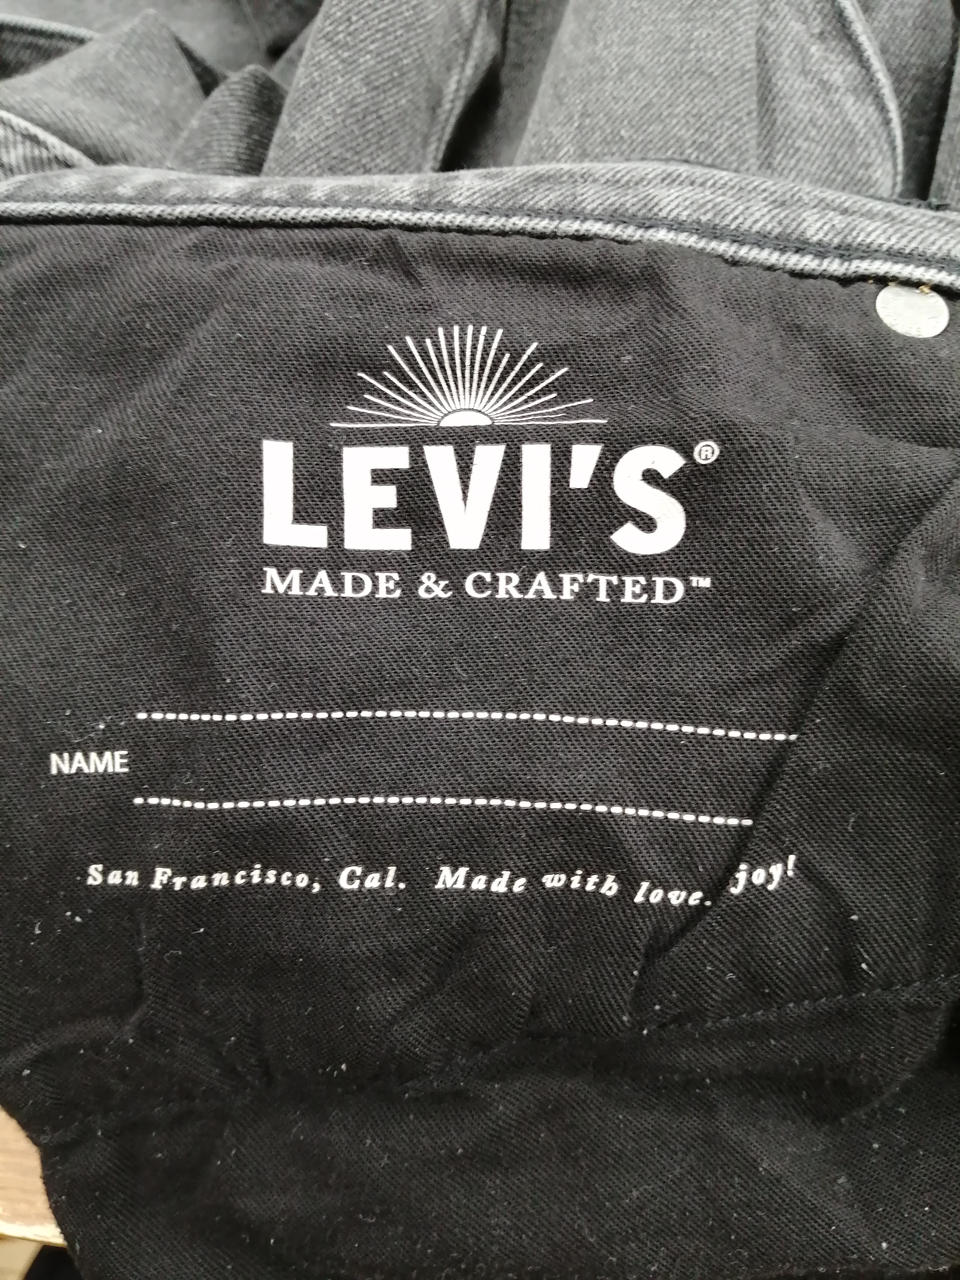 LEVI'S®
MADE & CRAFTED™
NAME
San Francisco, Cal. Made with love. joy!